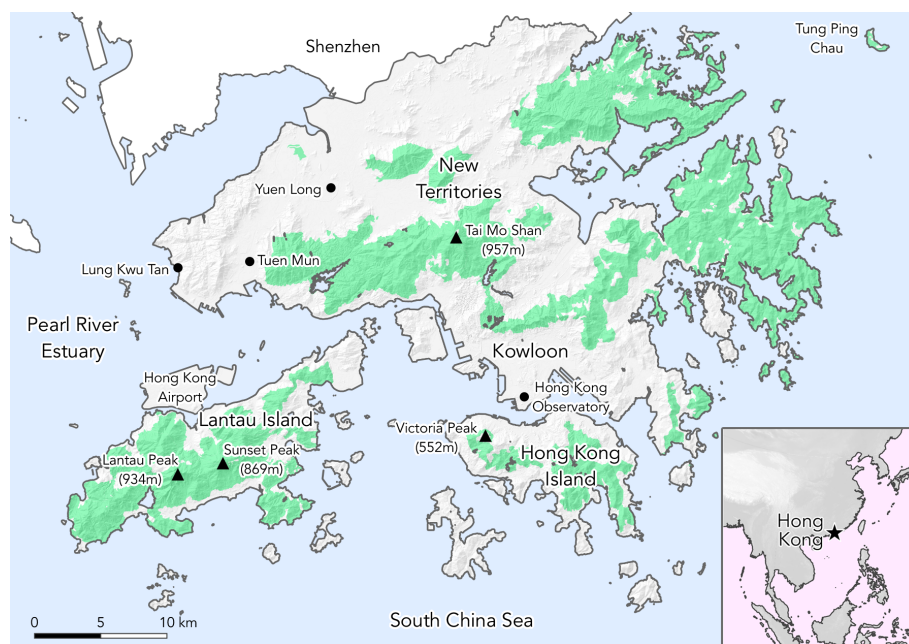 Shenzhen
Tung Ping
Chau
New
Territories
Yuen Long
Tai Mo Shan
(957m)
Tuen Mun
Lung Kwu Tan
Pearl River
Estuary
Kowloon
Hong Kong
Airport
Hong Kong
Observatory
Lantau Island
Victoria Peak
(552m)
Sunset Peak
(869m)
Lantau Peak
(934m)
Hong Kong
Island
Hong
Kong
0 5 10 km
South China Sea